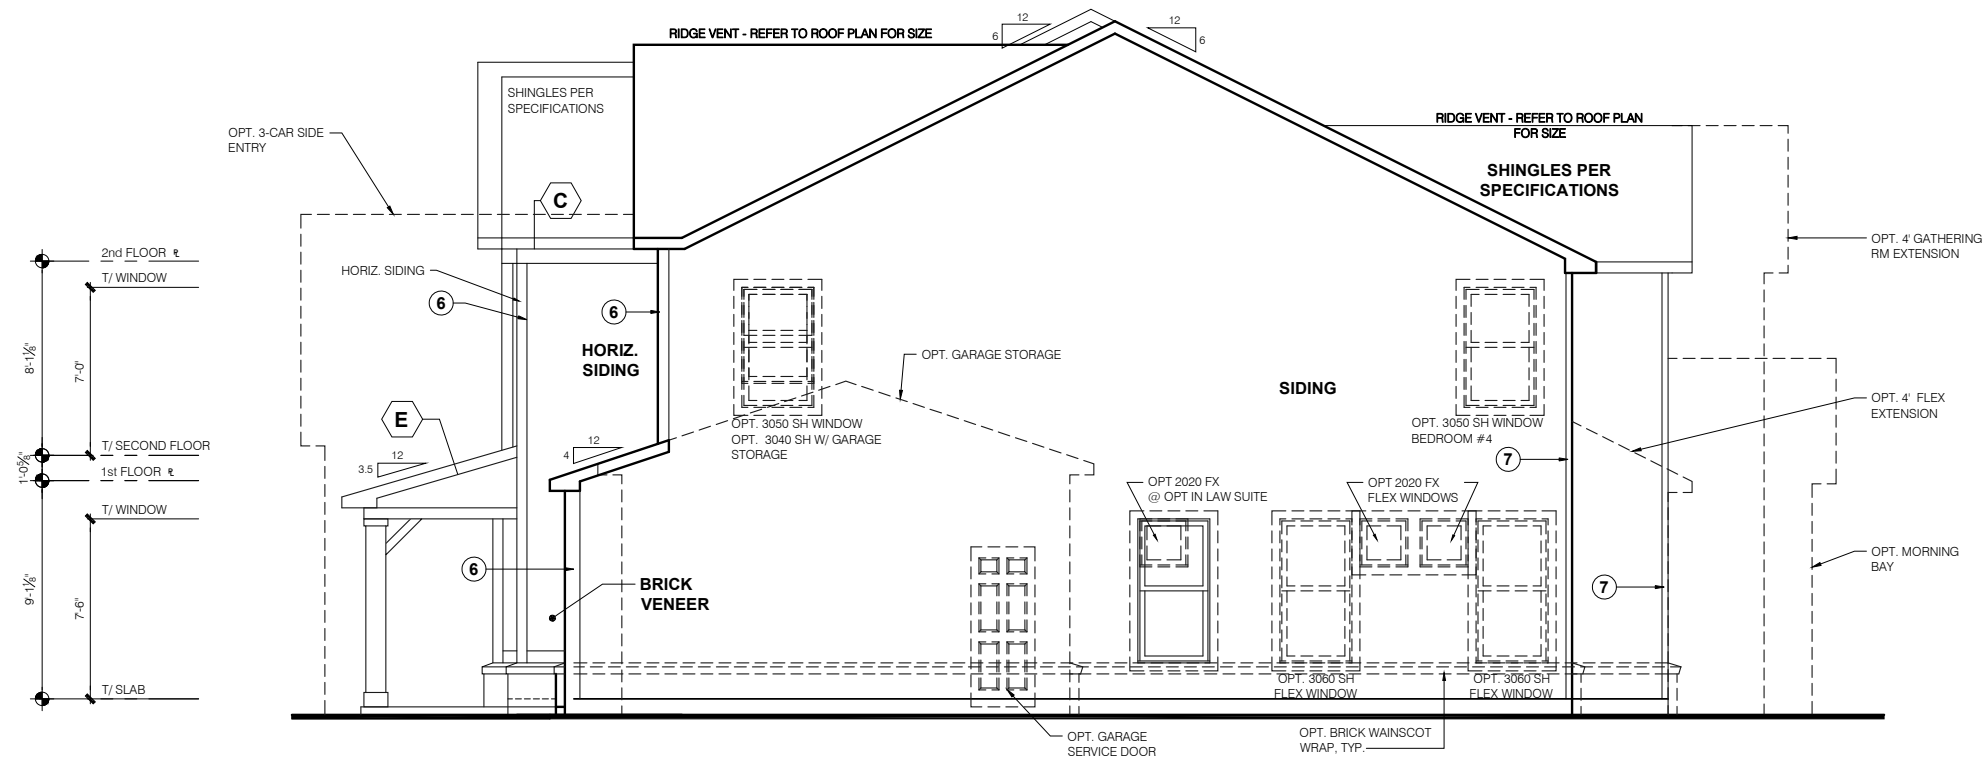 12
6
12
6
RIDGE VENT - REFER TO ROOF PLAN FOR SIZE
SHINGLES PER
SPECIFICATIONS
OPT. 3-CAR SIDE
ENTRY
RIDGE VENT - REFER TO ROOF PLAN
FOR SIZE
SHINGLES PER
SPECIFICATIONS
C
OPT. 4' GATHERING
RM EXTENSION
2nd FLOOR ℄
T/ WINDOW
HORIZ. SIDING
6
6
HORIZ.
SIDING
8'-1⅛"
7'-0"
OPT. GARAGE STORAGE
SIDING
OPT. 4' FLEX
EXTENSION
E
OPT. 3050 SH WINDOW
OPT. 3040 SH W/ GARAGE
STORAGE
OPT. 3050 SH WINDOW
BEDROOM #4
T/ SECOND FLOOR
1st FLOOR ℄
1'-0⅝"
12
3.5
12
4
7
OPT 2020 FX
@ OPT IN LAW SUITE
OPT 2020 FX
FLEX WINDOWS
T/ WINDOW
9'-1⅛"
7'-6"
6
BRICK
VENEER
OPT. MORNING
BAY
7
T/ SLAB
OPT. 3060 SH
FLEX WINDOW
OPT. 3060 SH
FLEX WINDOW
OPT. GARAGE
SERVICE DOOR
OPT. BRICK WAINSCOT
WRAP, TYP.